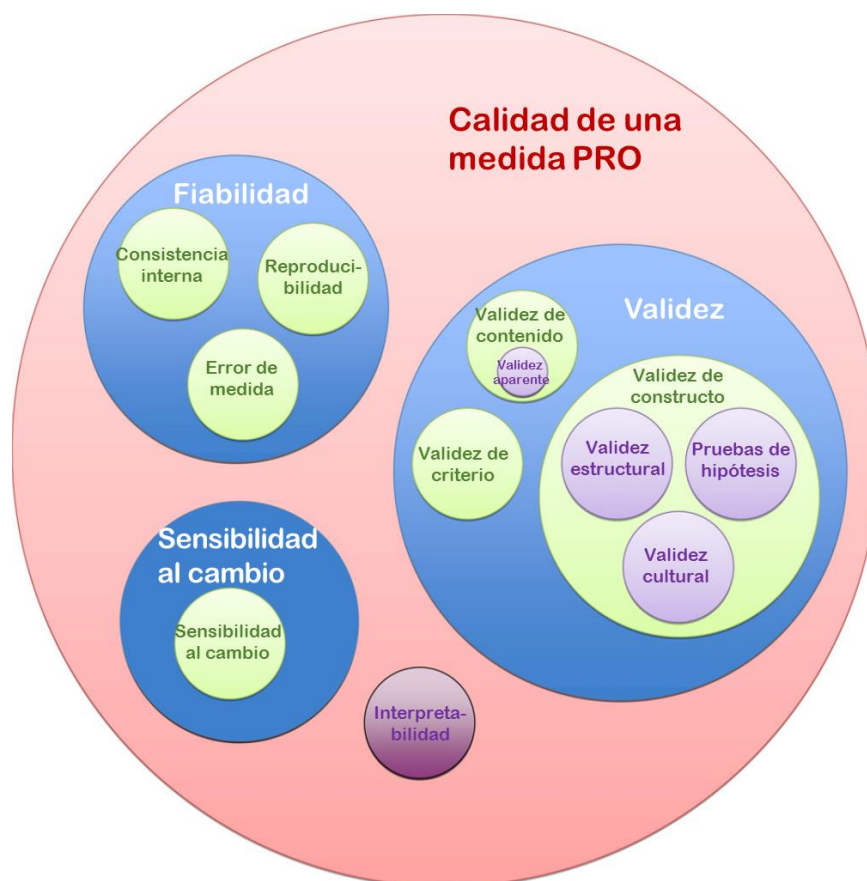 Calidad de una
medida PRO
Fiabilidad
Consistencia
interna
Reproduci-
bilidad
Error de
medida
Validez
Validez de
contenido
Validez
aparente
Validez de
constructo
Validez de
criterio
Validez
estructural
Pruebas de
hipótesis
Validez
cultural
Sensibilidad
al cambio
Sensibilidad
al cambio
Interpreta-
bilidad